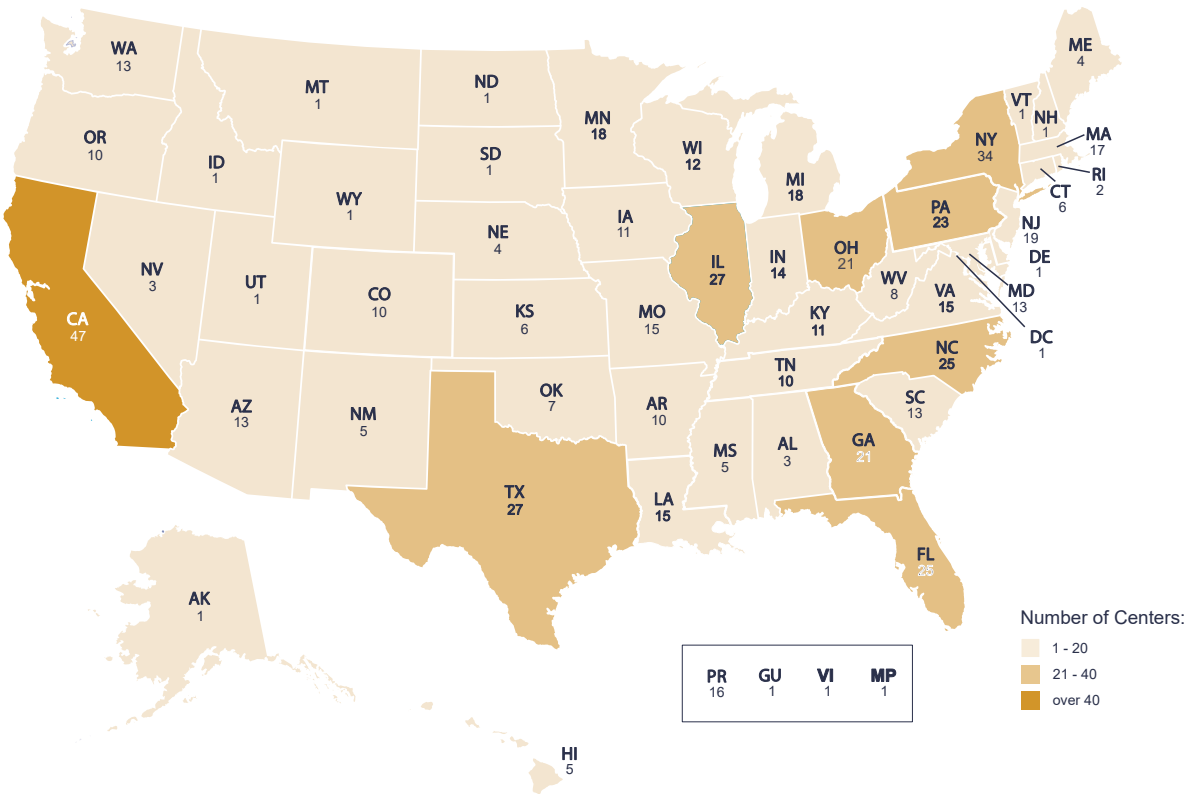 WA
13
MT
1
ND
1
MN
18
ME
4
VT
1
NH
1
OR
10
ID
1
SD
1
WI
12
MI
18
NY
34
MA
17
RI
2
CT
6
WY
1
NE
4
IA
11
PA
23
NJ
19
NV
3
UT
1
CO
10
KS
6
MO
15
IL
27
IN
14
OH
21
WV
8
VA
15
DE
1
MD
13
DC
1
CA
47
KY
11
NC
25
TN
10
AZ
13
NM
5
OK
7
AR
10
SC
13
MS
5
AL
3
GA
21
TX
27
LA
15
FL
25
AK
1
HI
5
PR
16
GU
1
VI
1
MP
1
Number of Centers:
1 - 20
21 - 40
over 40